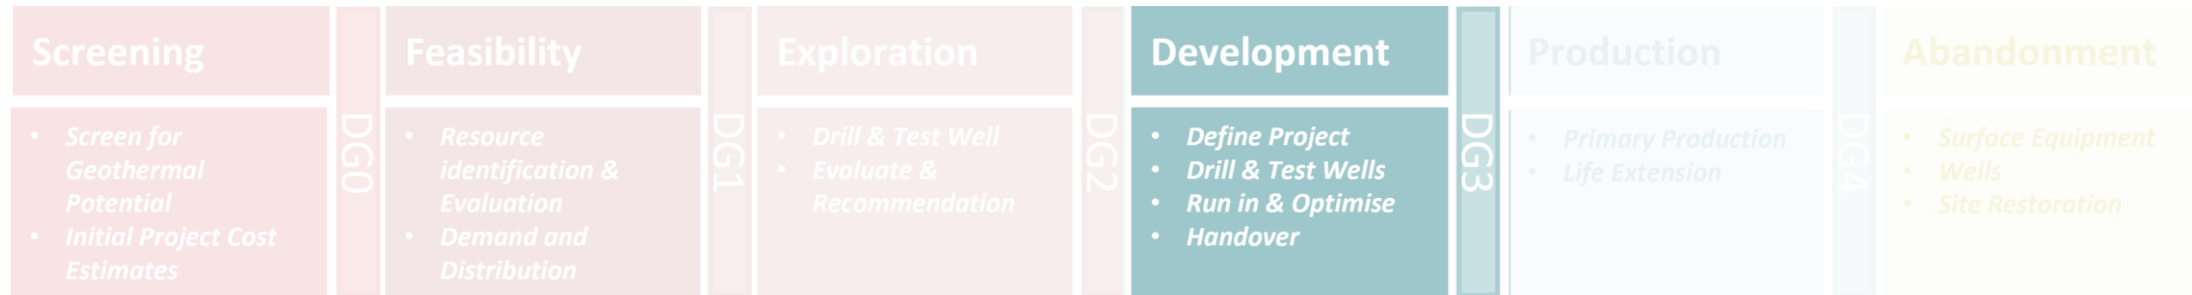 Screening
• Screen for
Geothermal
Potential
• Initial Project Cost
Estimates
DG0
Feasibility
• Resource
identification &
Evaluation
• Demand and
Distribution
DG1
Exploration
• Drill & Test Well
• Evaluate &
Recommendation
DG2
Development
• Define Project
• Drill & Test Wells
• Run in & Optimise
• Handover
DG3
Production
• Primary Production
• Life Extension
DG4
Abandonment
• Surface Equipment
• Wells
• Site Restoration